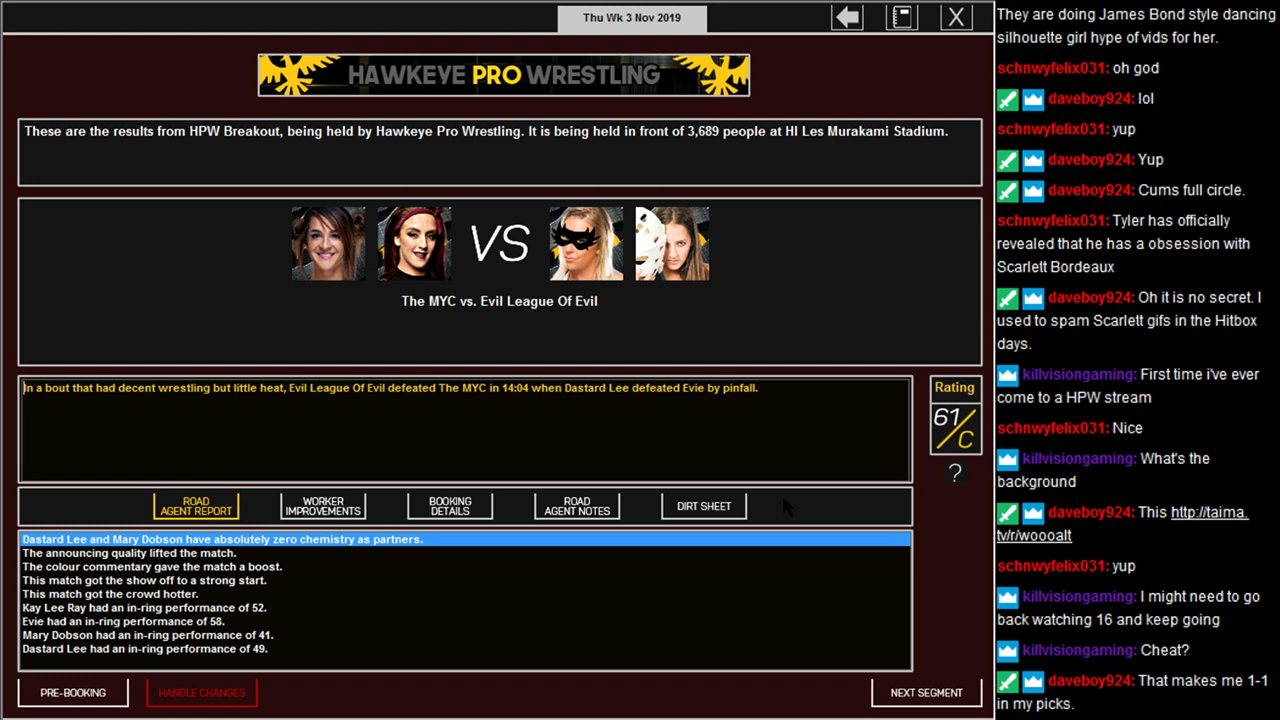 Thu Wk 3 Nov 2019
HAWKEYE PRO WRESTLING
These are the results from HPW Breakout, being held by Hawkeye Pro Wrestling. It is being held in front of 3,689 people at HI Les Murakami Stadium.
VS
The MYC vs. Evil League Of Evil
In a bout that had decent wrestling but little heat, Evil League Of Evil defeated The MYC in 14:04 when Dastard Lee defeated Evie by pinfall.
Rating
61/C
?
ROAD
AGENT REPORT
WORKER
IMPROVEMENTS
BOOKING
DETAILS
ROAD
AGENT NOTES
DIRT SHEET
Dastard Lee and Mary Dobson have absolutely zero chemistry as partners.
The announcing quality lifted the match.
The colour commentary gave the match a boost.
This match got the show off to a strong start.
This match got the crowd hotter.
Kay Lee Ray had an in-ring performance of 52.
Evie had an in-ring performance of 58.
Mary Dobson had an in-ring performance of 41.
Dastard Lee had an in-ring performance of 49.
PRE-BOOKING
HANDLE CHANGES
NEXT SEGMENT
They are doing James Bond style dancing
silhouette girl hype of vids for her.
schnwyfelix031: oh god
daveboy924: lol
schnwyfelix031: yup
daveboy924: Yup
daveboy924: Cums full circle.
schnwyfelix031: Tyler has officially
revealed that he has a obsession with
Scarlett Bordeaux
daveboy924: Oh it is no secret. I
used to spam Scarlett gifs in the Hitbox
days.
killvisiongaming: First time i've ever
come to a HPW stream
schnwyfelix031: Nice
killvisiongaming: What's the
background
daveboy924: This http://taima.
tv/r/woooalt
schnwyfelix031: yup
killvisiongaming: I might need to go
back watching 16 and keep going
killvisiongaming: Cheat?
daveboy924: That makes me 1-1
in my picks.